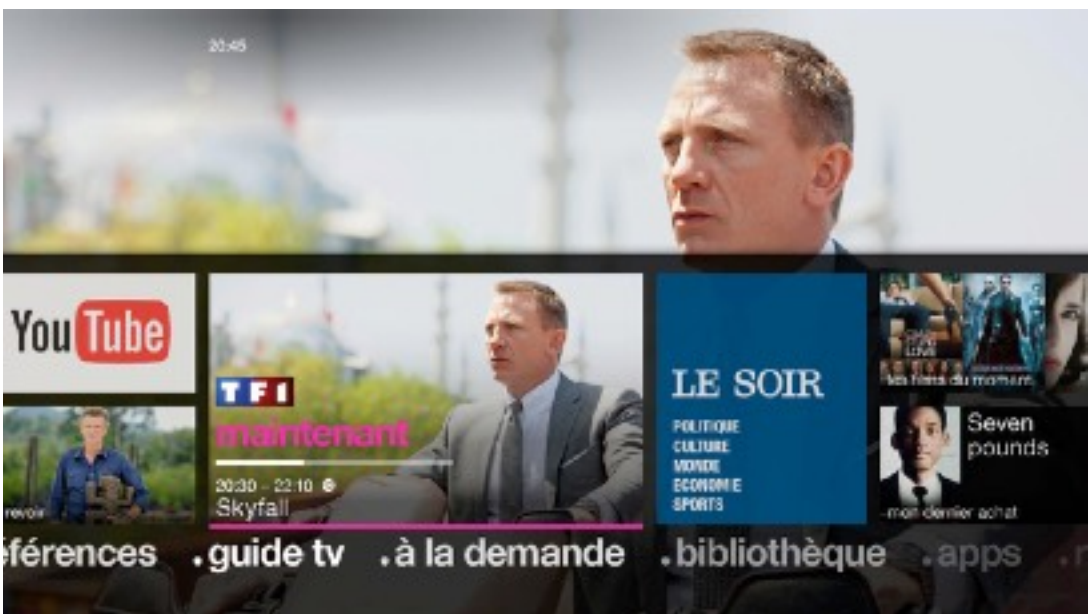 20:45
You Tube
TF1
maintenant
20:30 - 22:10
Skyfall
revoir
LE SOIR
POLITIQUE
CULTURE
MONDE
ECONOMIE
SPORTS
les films du moment
Seven
pounds
mon dernier achat
éférences .guide tv .à la demande .bibliothèque .apps